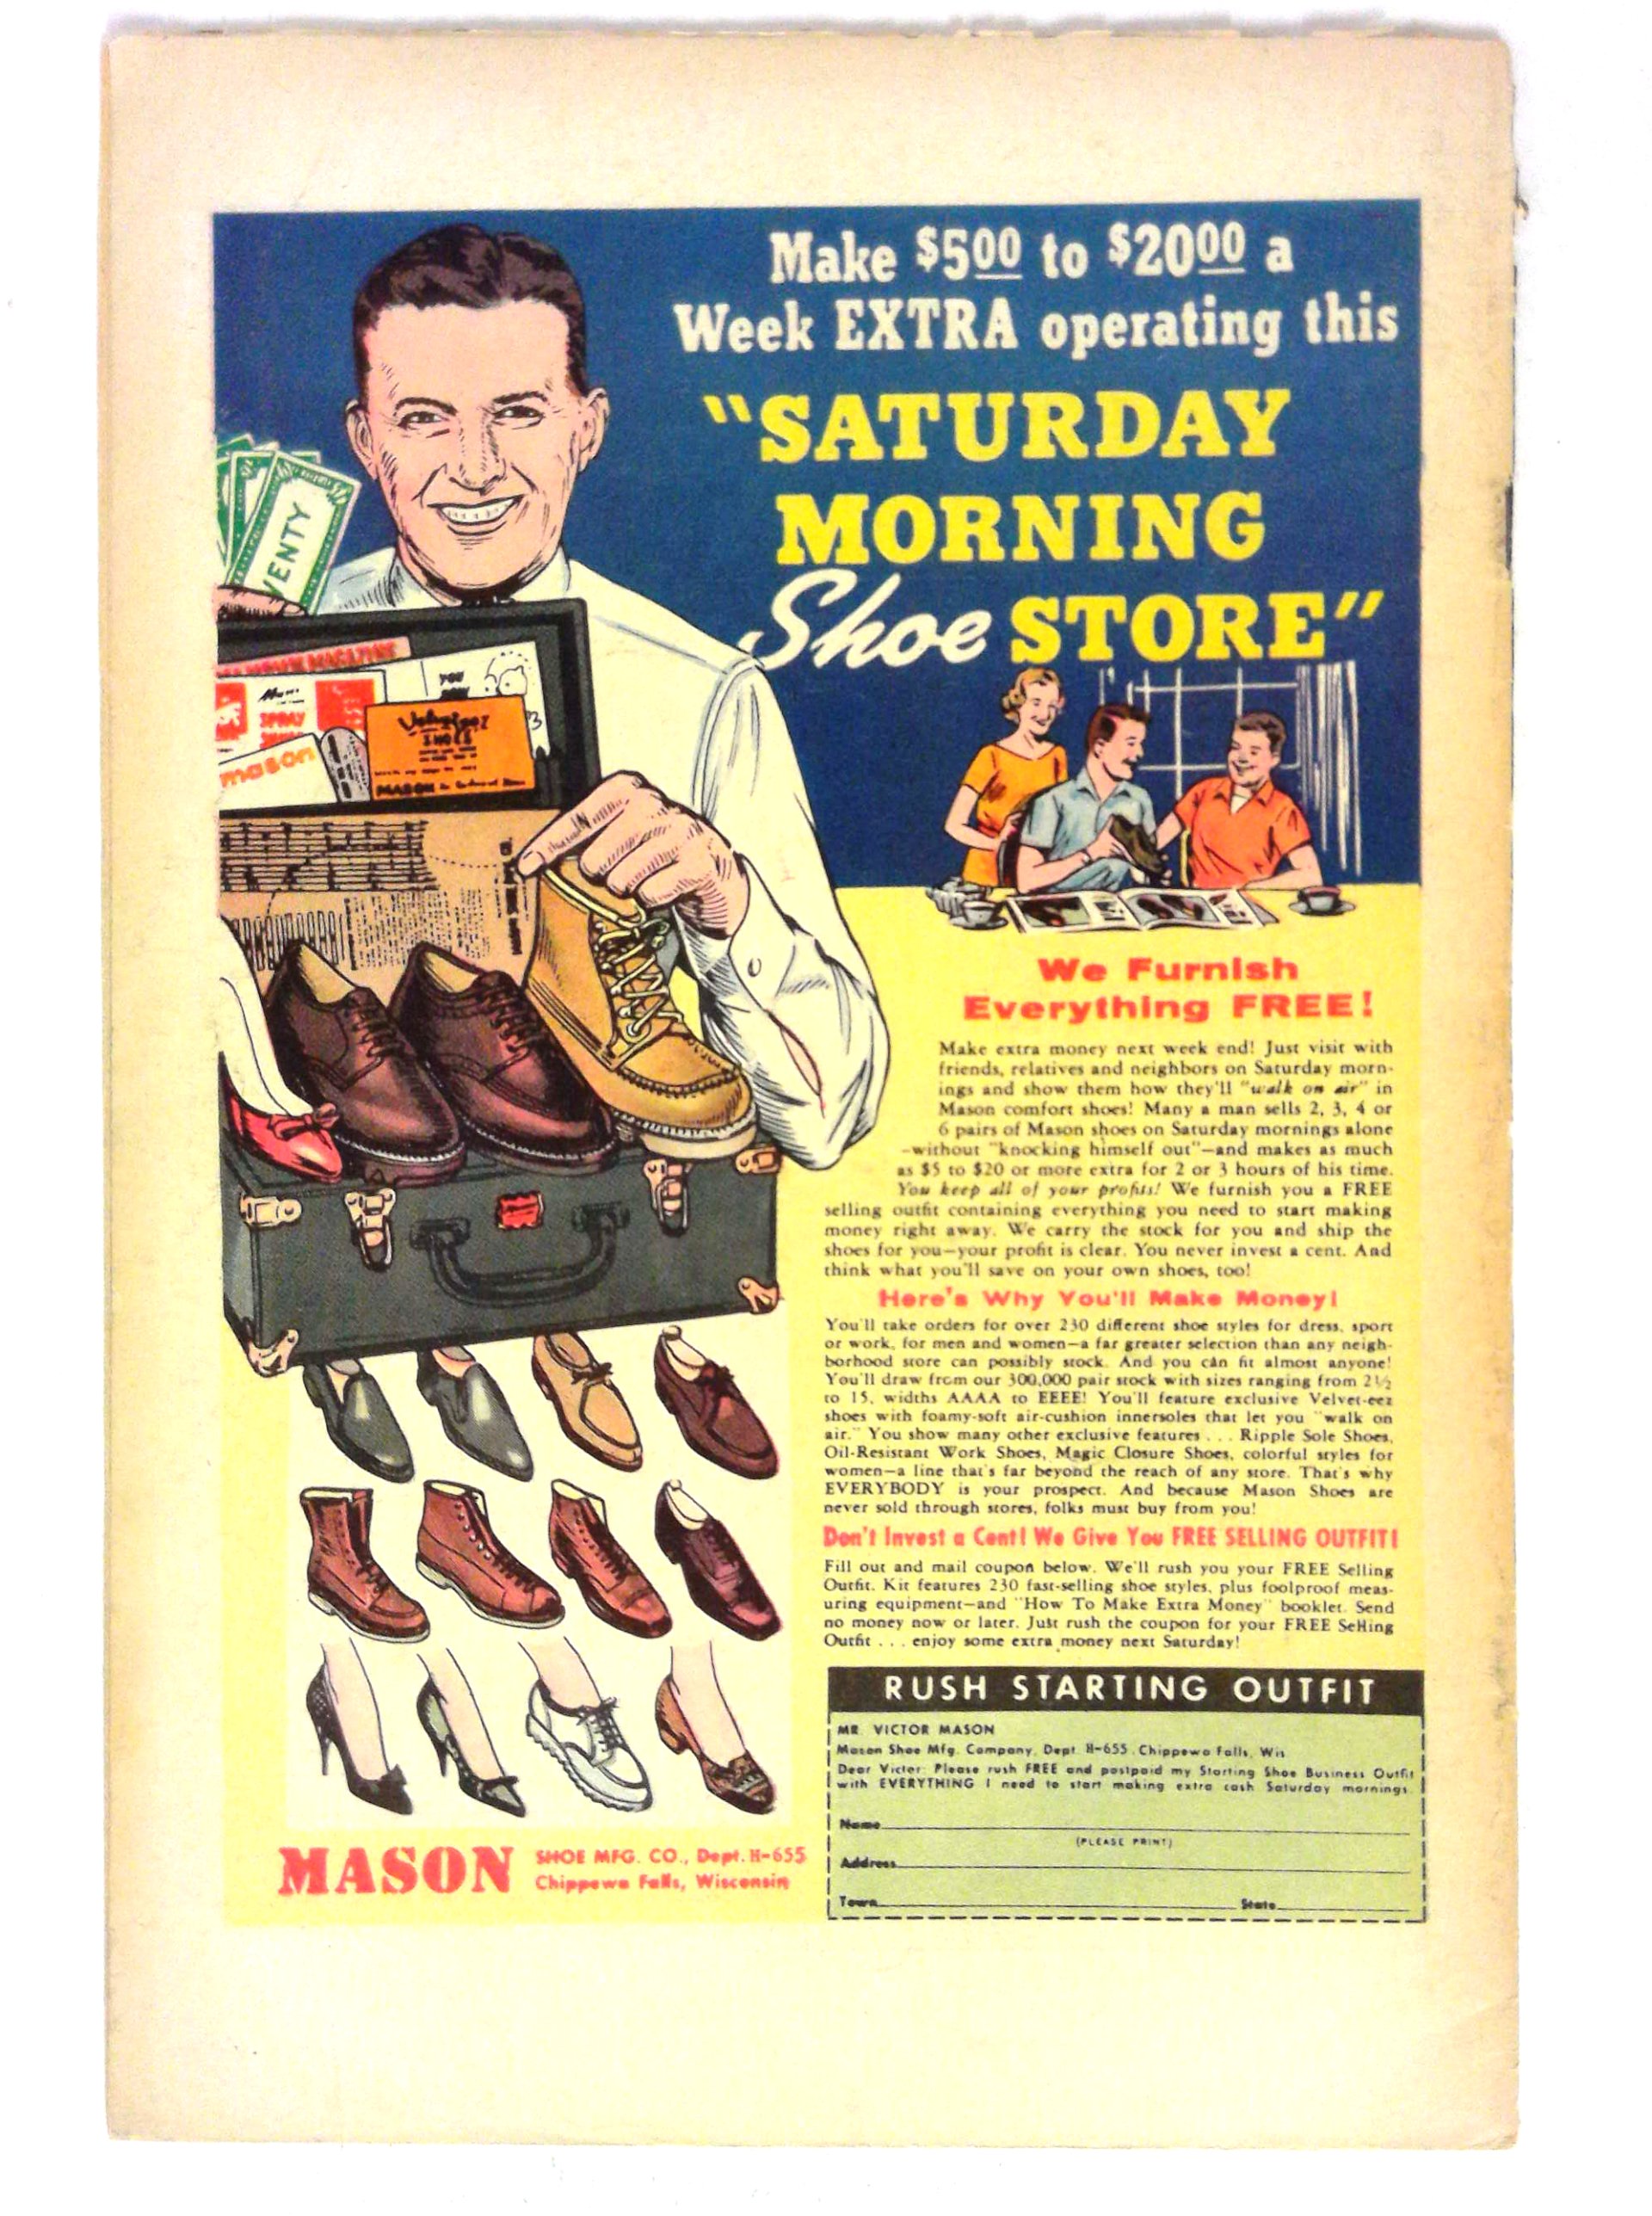 Make $5.00 to $20.00 a
Week EXTRA operating this
"SATURDAY
MORNING
Shoe STORE"
VENTY
MAGAZINE
YOU
SPRAY
mason
SHOES
MASON
We Furnish
Everything FREE!
Make extra money next week end! Just visit with
friends, relatives and neighbors on Saturday morn-
ings and show them how they'll "walk on air" in
Mason comfort shoes! Many a man sells 2, 3, 4 or
6 pairs of Mason shoes on Saturday mornings alone
-without "knocking himself out"-and makes as much
as $5 to $20 or more extra for 2 or 3 hours of his time.
You keep all of your profits! We furnish you a FREE
selling outfit containing everything you need to start making
money right away. We carry the stock for you and ship the
shoes for you-your profit is clear. You never invest a cent. And
think what you'll save on your own shoes, too!
Here's Why You'll Make Money!
You'll take orders for over 230 different shoe styles for dress, sport
or work, for men and women-a far greater selection than any neigh-
borhood store can possibly stock. And you can fit almost anyone!
You'll draw from our 300,000 pair stock with sizes ranging from 2½
to 15, widths AAAA to EEEE! You'll feature exclusive Velvet-eez
shoes with foamy-soft air-cushion innersoles that let you "walk on
air." You show many other exclusive features . . . Ripple Sole Shoes,
Oil-Resistant Work Shoes, Magic Closure Shoes, colorful styles for
women-a line that's far beyond the reach of any store. That's why
EVERYBODY is your prospect. And because Mason Shoes are
never sold through stores, folks must buy from you!
Don't Invest a Cent! We Give You FREE SELLING OUTFIT!
Fill out and mail coupon below. We'll rush you your FREE Selling
Outfit. Kit features 230 fast-selling shoe styles, plus foolproof meas-
uring equipment-and "How To Make Extra Money" booklet. Send
no money now or later. Just rush the coupon for your FREE Selling
Outfit . . . enjoy some extra money next Saturday!
RUSH STARTING OUTFIT
MR. VICTOR MASON
Mason Shoe Mfg. Company, Dept. H-655, Chippewa Falls, Wis.
Dear Victor: Please rush FREE and postpaid my Starting Shoe Business Outfit
with EVERYTHING I need to start making extra cash Saturday mornings.
Name
(PLEASE PRINT)
Address
Town State
MASON SHOE MFG. CO., Dept. H-655
Chippewa Falls, Wisconsin